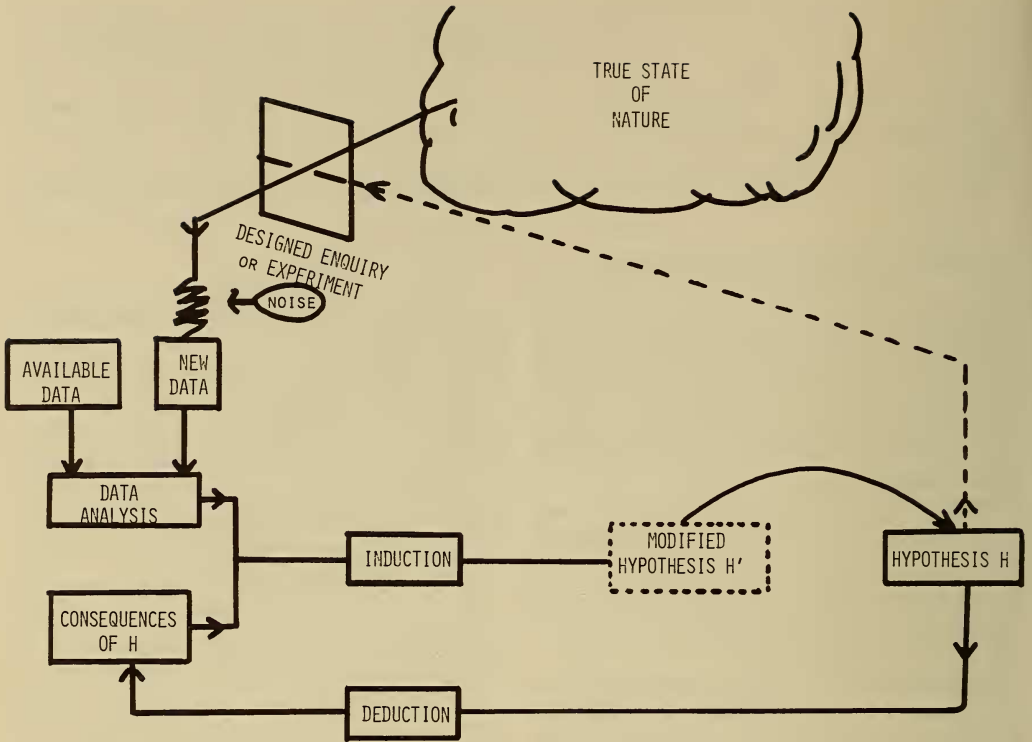 TRUE STATE
OF
NATURE
DESIGNED ENQUIRY
OR EXPERIMENT
NOISE
AVAILABLE
DATA
NEW
DATA
DATA
ANALYSIS
INDUCTION
MODIFIED
HYPOTHESIS H'
HYPOTHESIS H
CONSEQUENCES
OF H
DEDUCTION